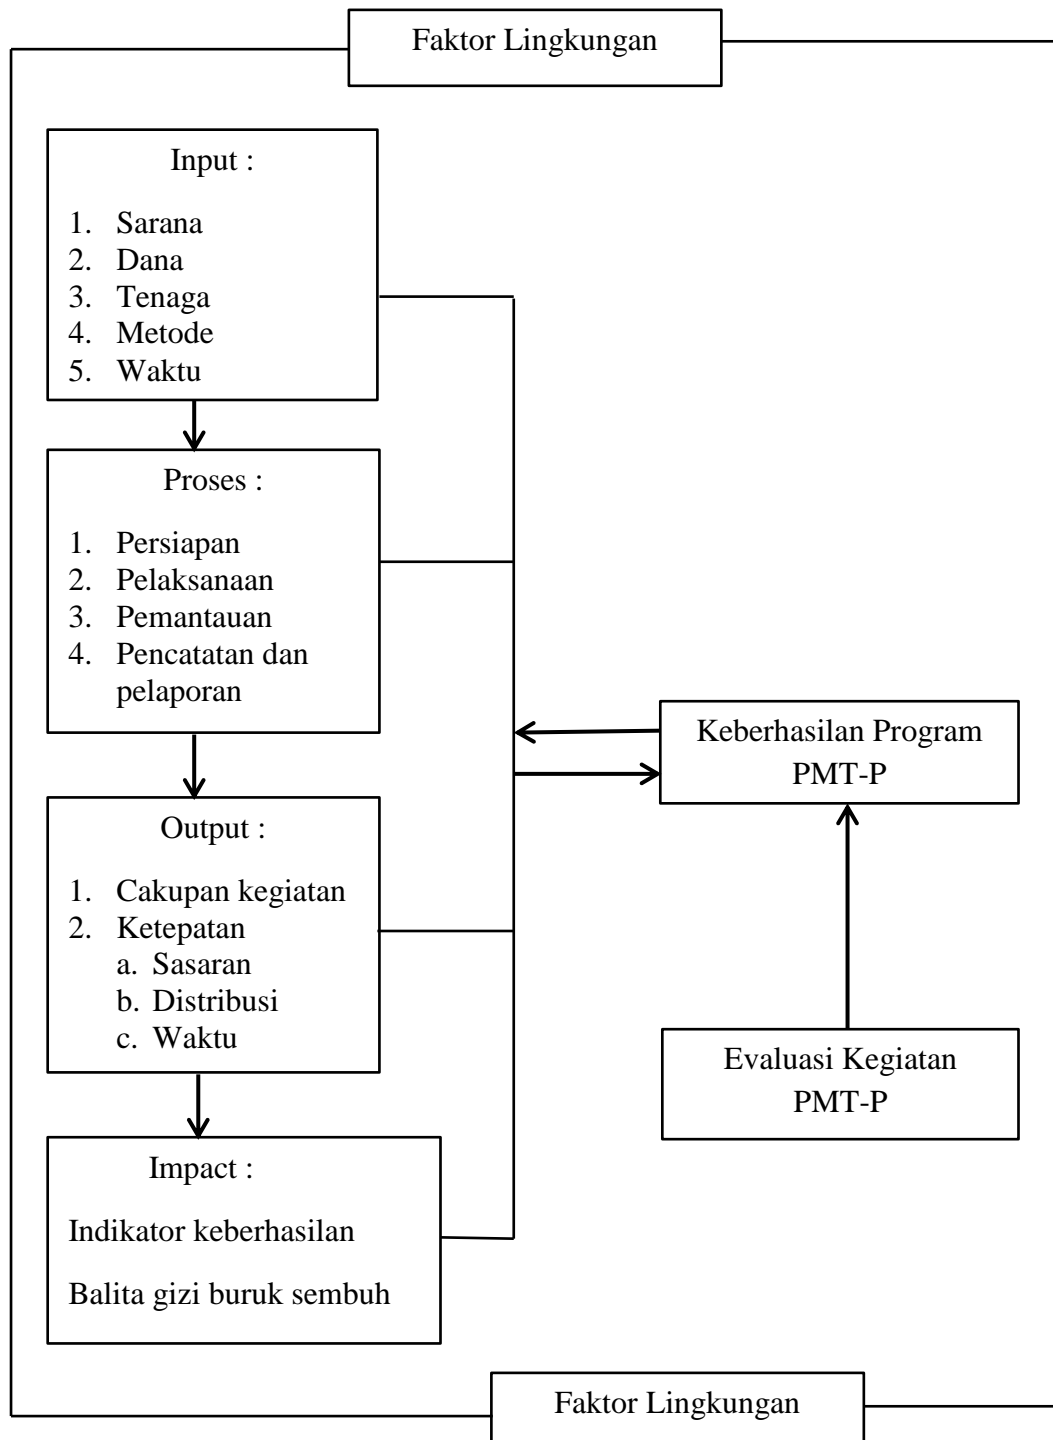 Faktor Lingkungan
Input :
1. Sarana
2. Dana
3. Tenaga
4. Metode
5. Waktu
Proses :
1. Persiapan
2. Pelaksanaan
3. Pemantauan
4. Pencatatan dan
pelaporan
Output :
1. Cakupan kegiatan
2. Ketepatan
a. Sasaran
b. Distribusi
c. Waktu
Impact :
Indikator keberhasilan
Balita gizi buruk sembuh
Keberhasilan Program
PMT-P
Evaluasi Kegiatan
PMT-P
Faktor Lingkungan